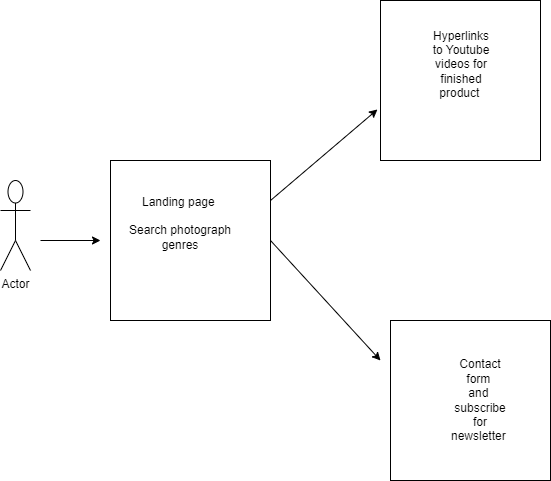 Hyperlinks
to Youtube
videos for
finished
product
Landing page
Search photograph
genres
Actor
Contact
form
and
subscribe
for
newsletter